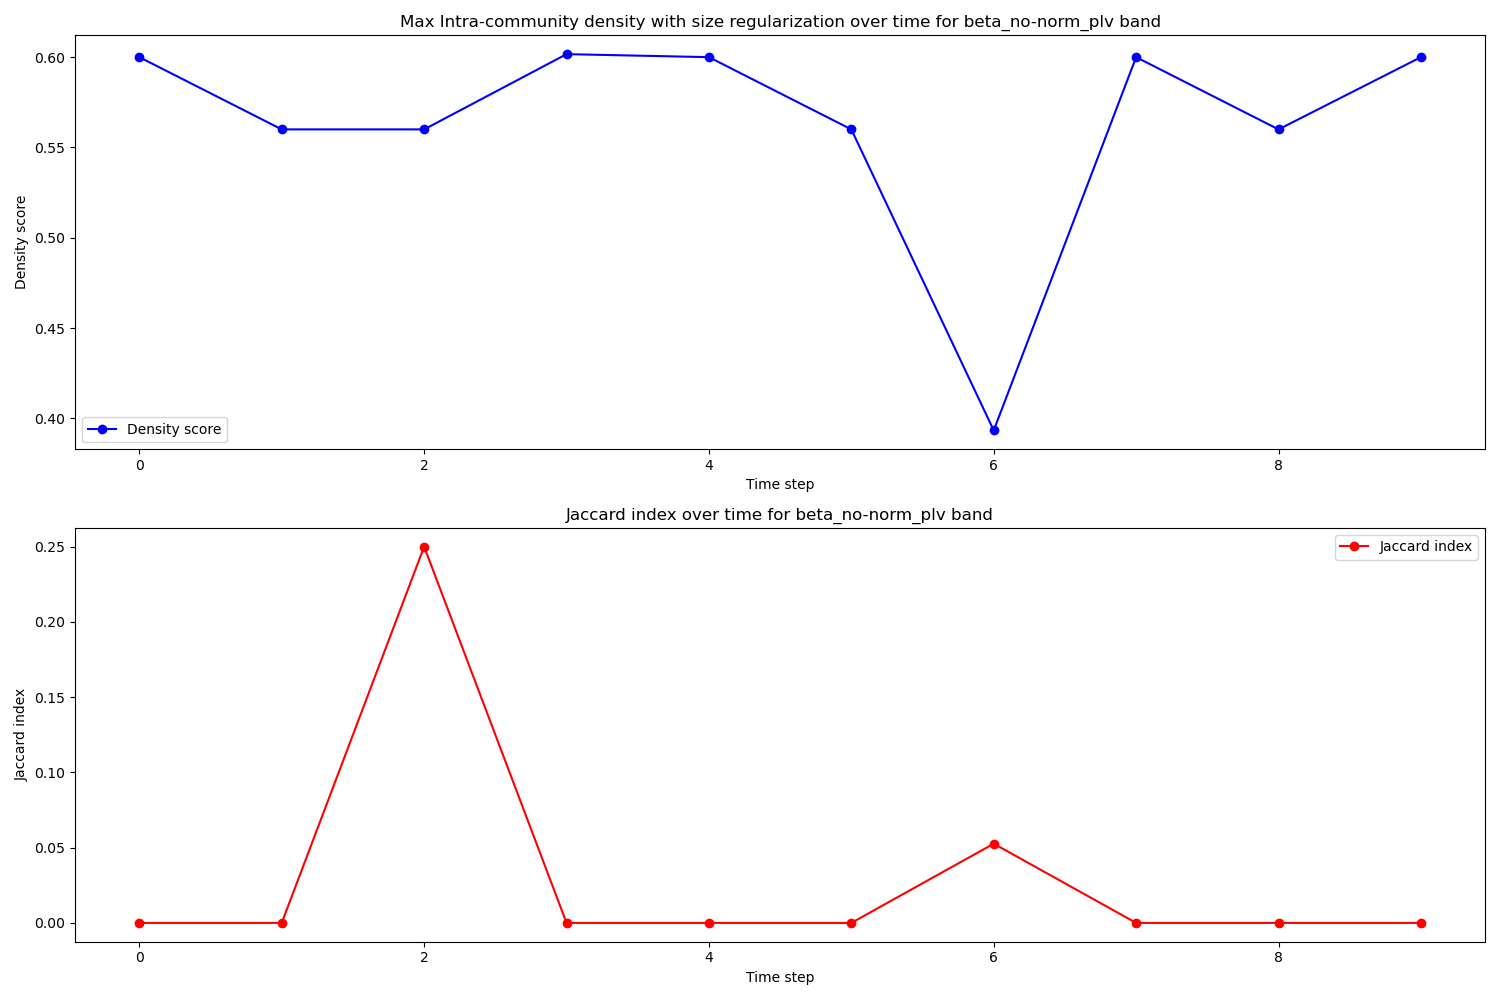 Max Intra-community density with size regularization over time for beta_no-norm_plv band
Density score
0.60
0.55
0.50
0.45
0.40
Density score
0 2 4 6 8
Time step
Jaccard index over time for beta_no-norm_plv band
Jaccard index
0.25
0.20
0.15
0.10
0.05
0.00
Jaccard index
0 2 4 6 8
Time step